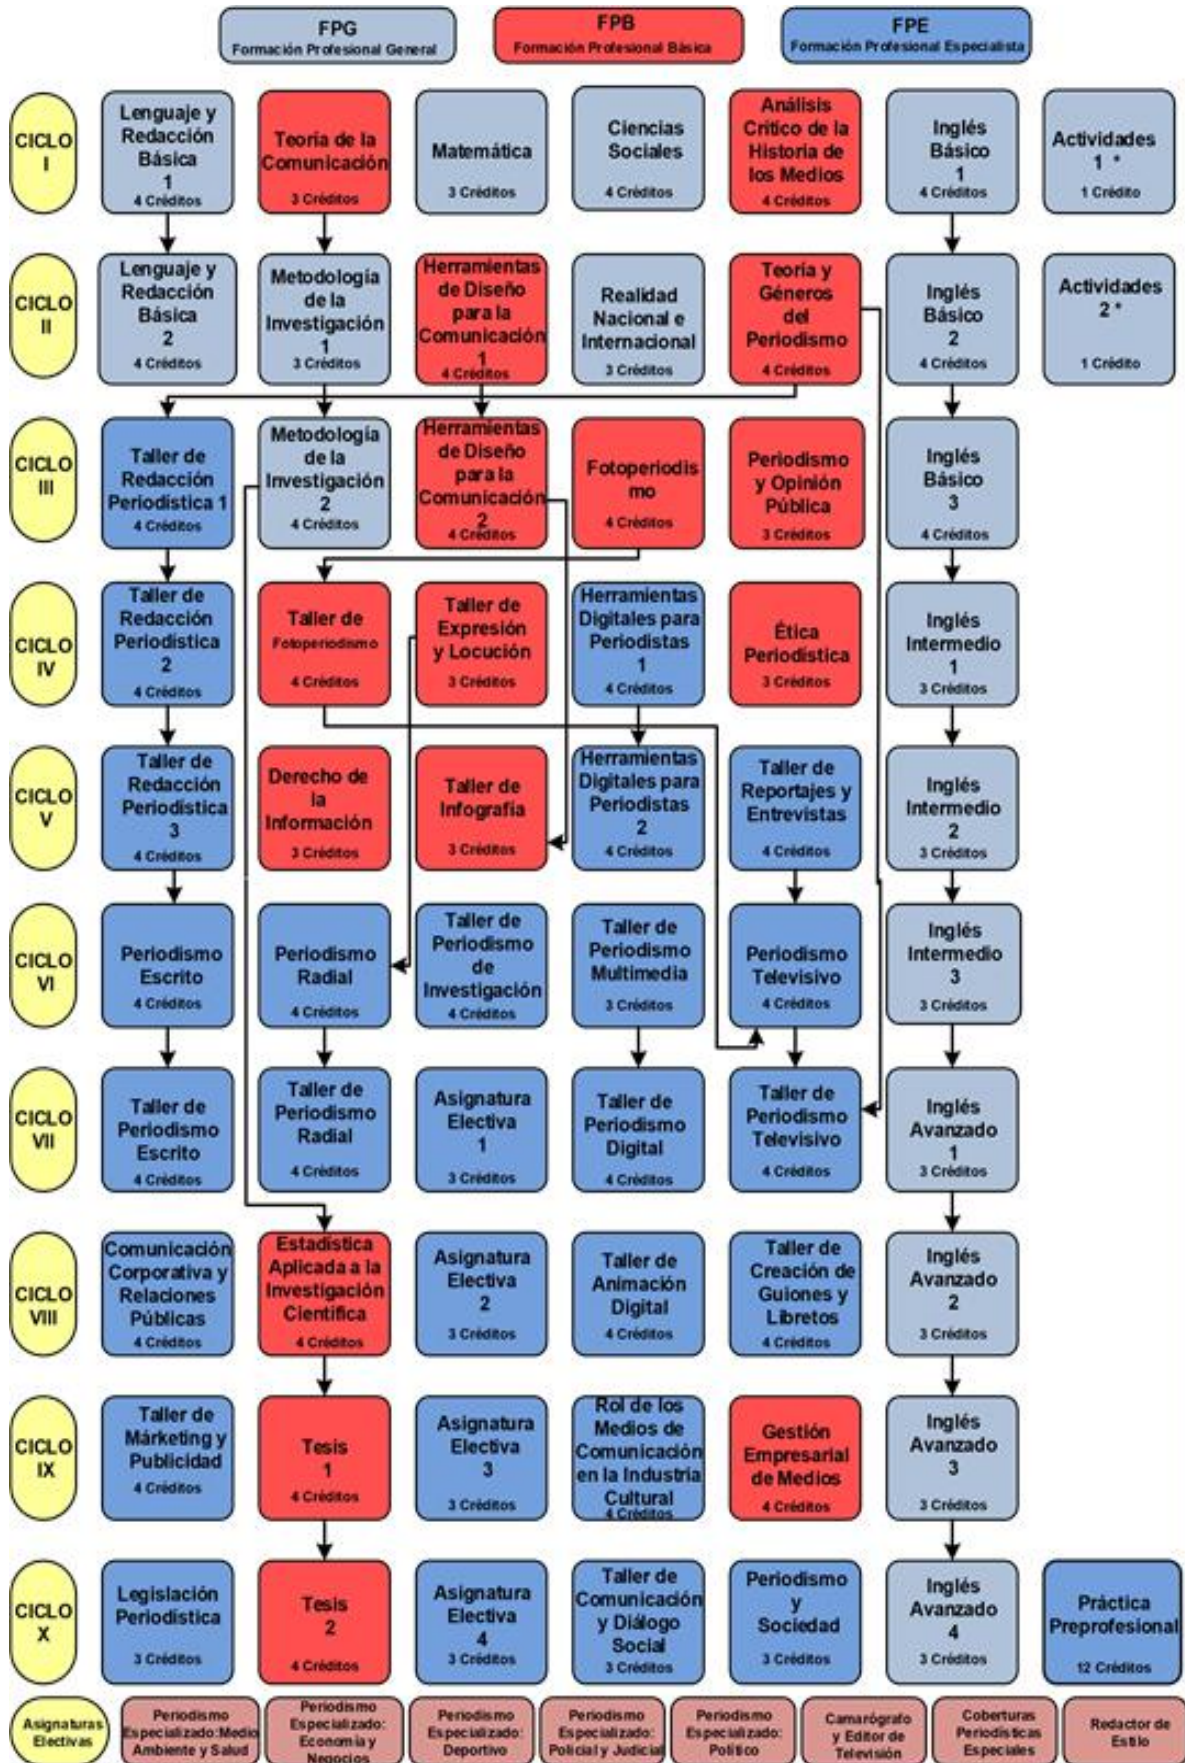 FPG
Formación Profesional General
FPB
Formación Profesional Básica
FPE
Formación Profesional Especialista
CICLO
I
Lenguaje y
Redacción
Básica
1
4 Créditos
Teoría de la
Comunicación
3 Créditos
Matemática
3 Créditos
Ciencias
Sociales
4 Créditos
Análisis
Crítico de la
Historia de
los Medios
4 Créditos
Inglés
Básico
1
4 Créditos
Actividades
1 *
1 Crédito
CICLO
II
Lenguaje y
Redacción
Básica
2
4 Créditos
Metodología
de la
Investigación
1
3 Créditos
Herramientas
de Diseño
para la
Comunicación
1
4 Créditos
Realidad
Nacional e
Internacional
3 Créditos
Teoría y
Géneros
del
Periodismo
4 Créditos
Inglés
Básico
2
4 Créditos
Actividades
2 *
1 Crédito
CICLO
III
Taller de
Redacción
Periodística 1
4 Créditos
Metodología
de la
Investigación
2
4 Créditos
Herramientas
de Diseño
para la
Comunicación
2
4 Créditos
Fotoperiodis
mo
4 Créditos
Periodismo
y Opinión
Pública
3 Créditos
Inglés
Básico
3
4 Créditos
CICLO
IV
Taller de
Redacción
Periodística
2
4 Créditos
Taller de
Fotoperiodismo
4 Créditos
Taller de
Expresión
y Locución
3 Créditos
Herramientas
Digitales para
Periodistas
1
4 Créditos
Ética
Periodística
3 Créditos
Inglés
Intermedio
1
3 Créditos
CICLO
V
Taller de
Redacción
Periodística
3
4 Créditos
Derecho de
la
Información
3 Créditos
Taller de
Infografía
3 Créditos
Herramientas
Digitales para
Periodistas
2
4 Créditos
Taller de
Reportajes y
Entrevistas
4 Créditos
Inglés
Intermedio
2
3 Créditos
CICLO
VI
Periodismo
Escrito
4 Créditos
Periodismo
Radial
4 Créditos
Taller de
Periodismo
de
Investigación
4 Créditos
Taller de
Periodismo
Multimedia
3 Créditos
Periodismo
Televisivo
4 Créditos
Inglés
Intermedio
3
3 Créditos
CICLO
VII
Taller de
Periodismo
Escrito
4 Créditos
Taller de
Periodismo
Radial
4 Créditos
Asignatura
Electiva
1
3 Créditos
Taller de
Periodismo
Digital
4 Créditos
Taller de
Periodismo
Televisivo
4 Créditos
Inglés
Avanzado
1
3 Créditos
CICLO
VIII
Comunicación
Corporativa y
Relaciones
Públicas
4 Créditos
Estadística
Aplicada a la
Investigación
Científica
4 Créditos
Asignatura
Electiva
2
3 Créditos
Taller de
Animación
Digital
4 Créditos
Taller de
Creación de
Guiones y
Libretos
4 Créditos
Inglés
Avanzado
2
3 Créditos
CICLO
IX
Taller de
Márketing y
Publicidad
4 Créditos
Tesis
1
4 Créditos
Asignatura
Electiva
3
3 Créditos
Rol de los
Medios de
Comunicación
en la Industria
Cultural
4 Créditos
Gestión
Empresarial
de Medios
4 Créditos
Inglés
Avanzado
3
3 Créditos
CICLO
X
Legislación
Periodística
3 Créditos
Tesis
2
4 Créditos
Asignatura
Electiva
4
3 Créditos
Taller de
Comunicación
y Diálogo
Social
3 Créditos
Periodismo
y
Sociedad
3 Créditos
Inglés
Avanzado
4
3 Créditos
Práctica
Preprofesional
12 Créditos
Asignaturas
Electivas
Periodismo
Especializado:Medio
Ambiente y Salud
Periodismo
Especializado:
Economía y
Negocios
Periodismo
Especializado:
Deportivo
Periodismo
Especializado:
Policial y Judicial
Periodismo
Especializado:
Político
Camarógrafo
y Editor de
Televisión
Coberturas
Periodísticas
Especiales
Redactor de
Estilo